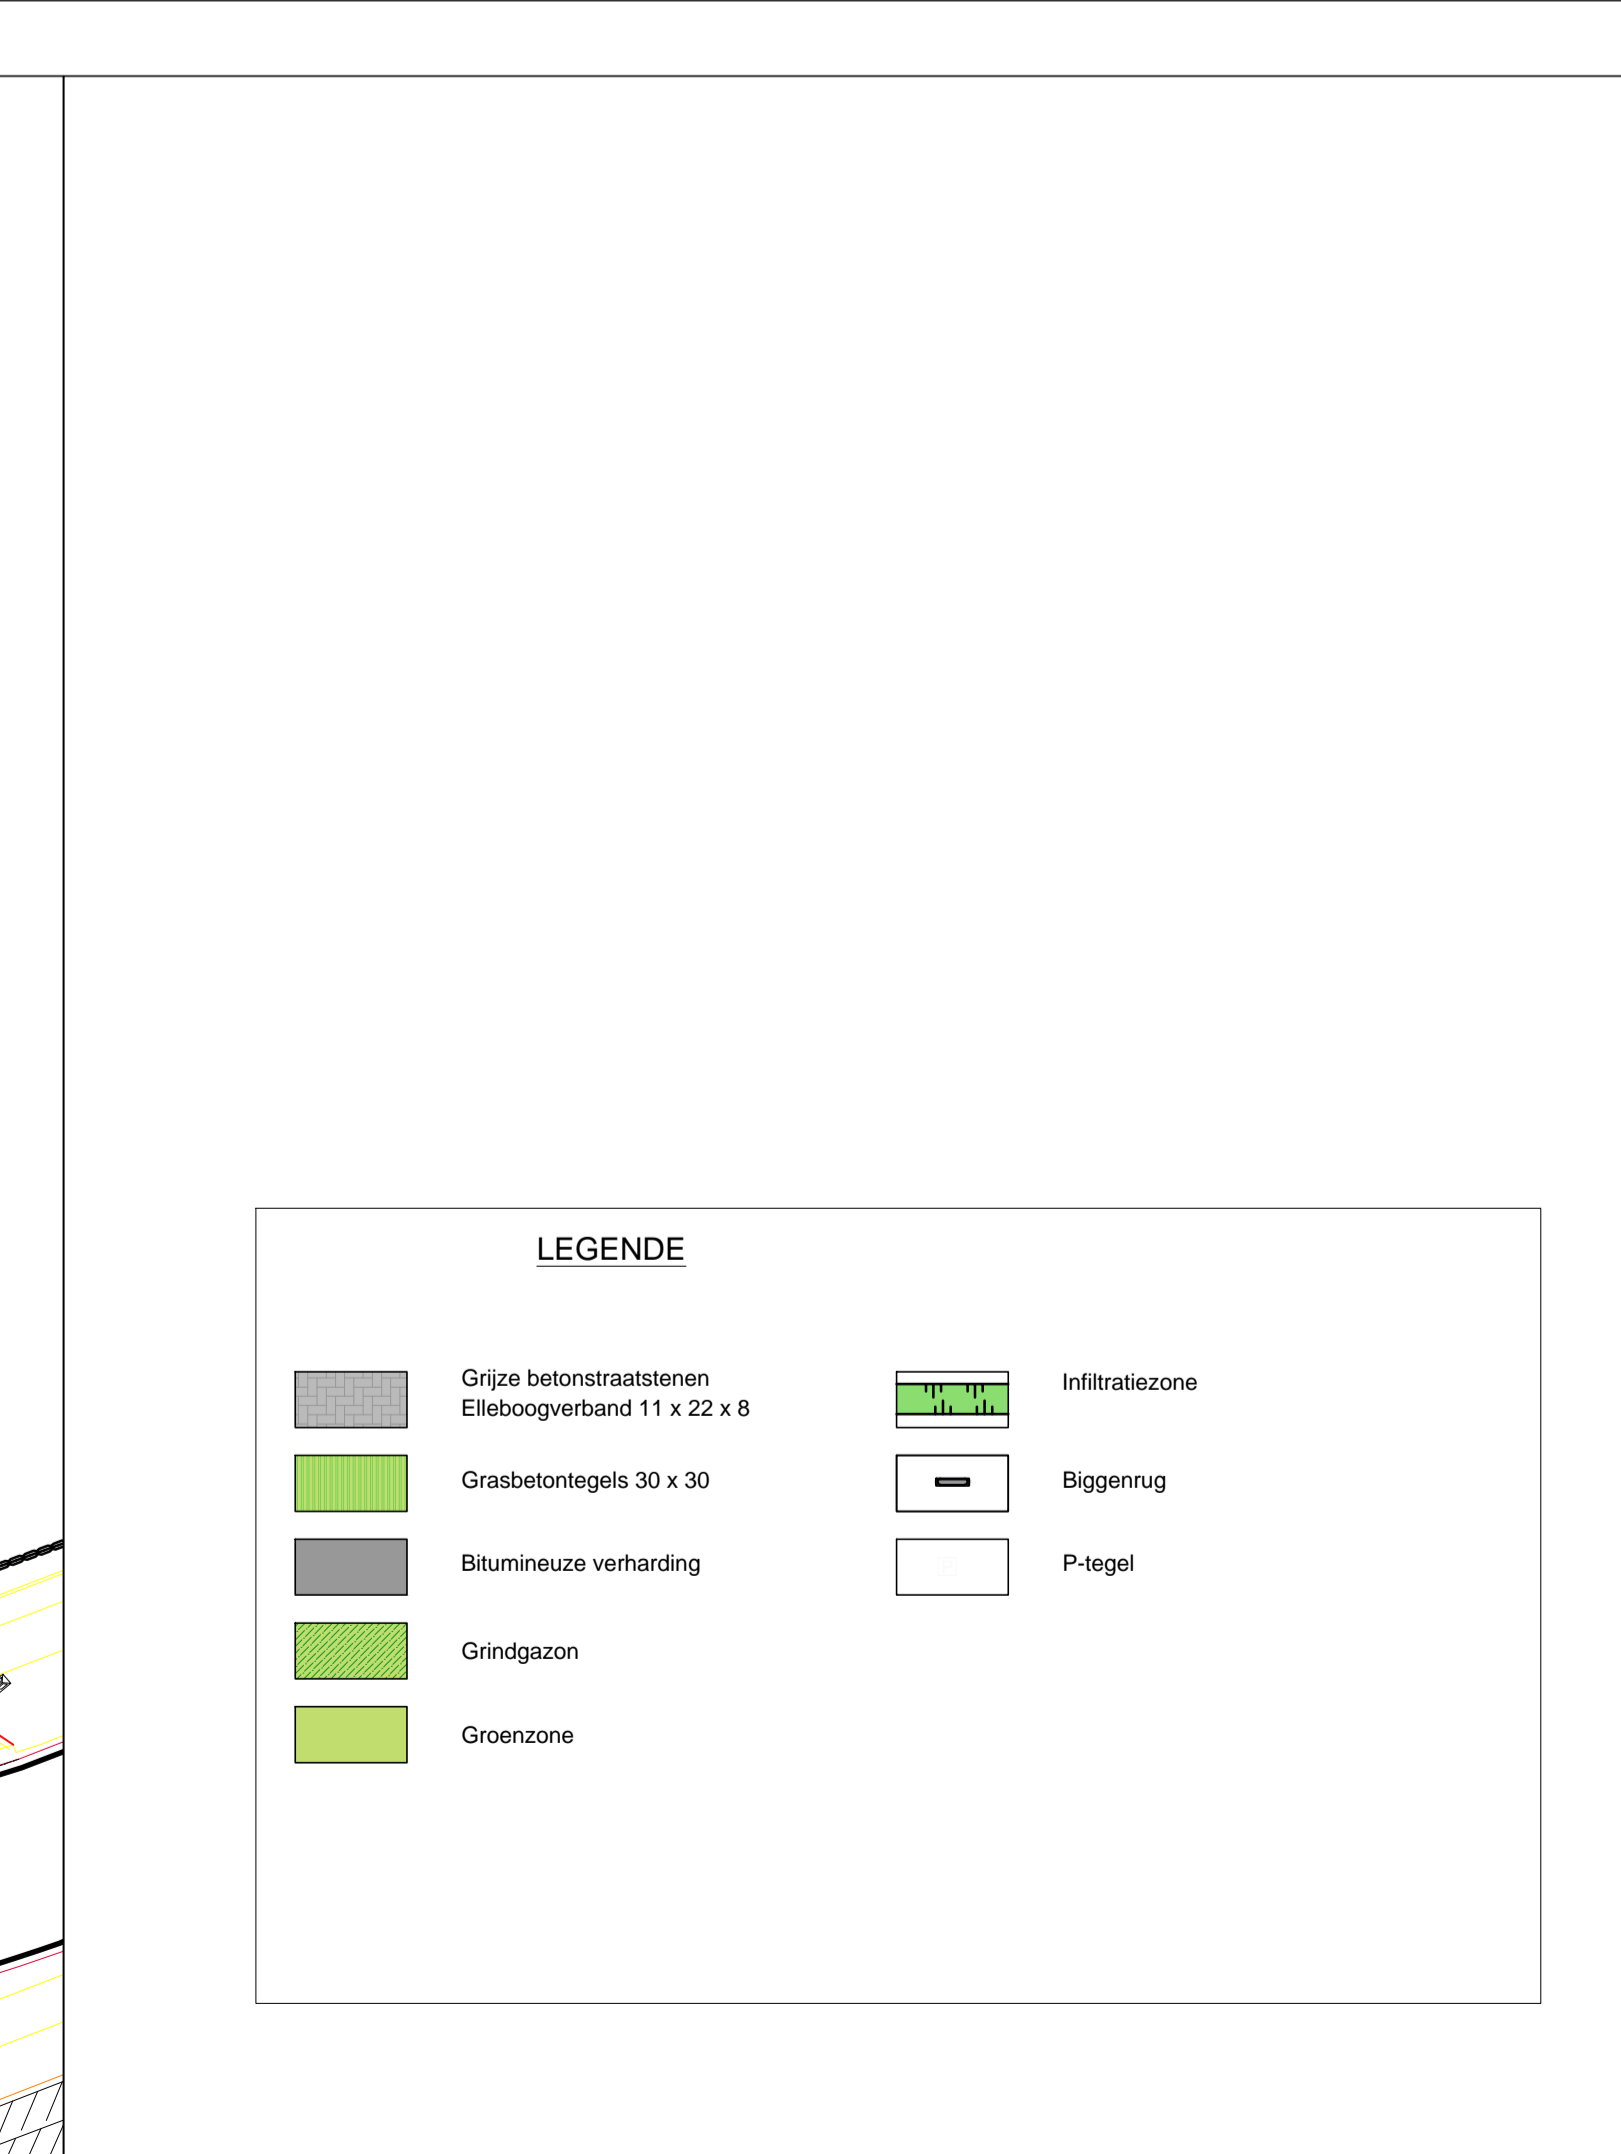 LEGENDE
Grijze betonstraatstenen
Elleboogverband 11 x 22 x 8
Grasbetontegels 30 x 30
Bitumineuze verharding
Grindgazon
Groenzone
Infiltratiezone
Biggenrug
P
P-tegel